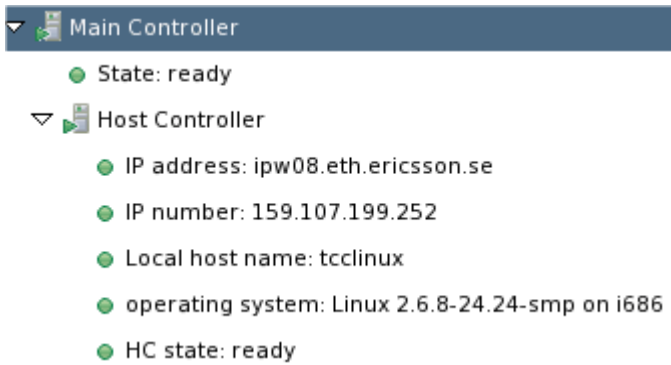 Main Controller
State: ready
Host Controller
IP address: ipw08.eth.ericsson.se
IP number: 159.107.199.252
Local host name: tcclinux
operating system: Linux 2.6.8-24.24-smp on i686
HC state: ready